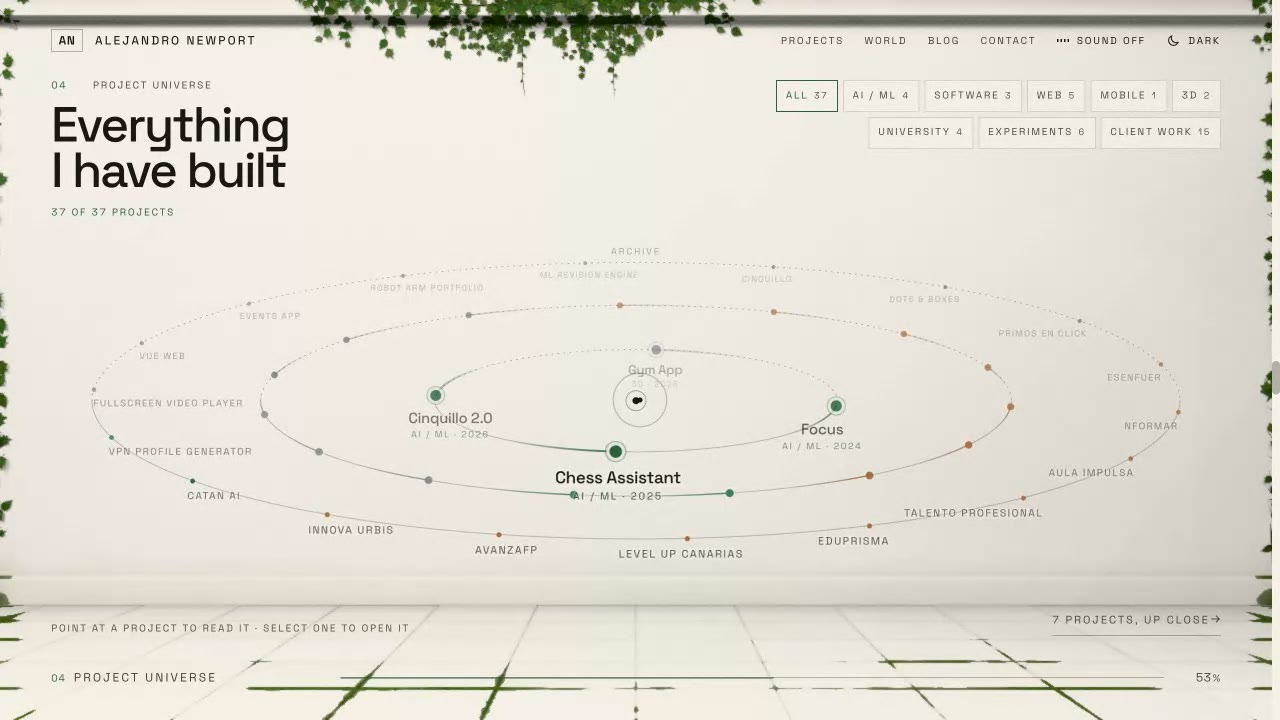 AN ALEJANDRO NEWPORT
PROJECTS WORLD BLOG CONTACT SOUND OFF DARK
04 PROJECT UNIVERSE
Everything
I have built
37 OF 37 PROJECTS
ALL 37 AI / ML 4 SOFTWARE 3 WEB 5 MOBILE 1 3D 2
UNIVERSITY 4 EXPERIMENTS 6 CLIENT WORK 15
ARCHIVE
ML REVISION ENGINE
CINQUILLO
ROBOT ARM PORTFOLIO
DOTS & BOXES
EVENTS APP
PRIMOS EN CLICK
VUE WEB
Gym App
3D · 2026
ESENFUER
FULLSCREEN VIDEO PLAYER
Cinquillo 2.0
AI / ML · 2026
Focus
AI / ML · 2024
NFORMAR
VPN PROFILE GENERATOR
Chess Assistant
AI / ML · 2025
AULA IMPULSA
CATAN AI
TALENTO PROFESIONAL
INNOVA URBIS
EDUPRISMA
AVANZAFP
LEVEL UP CANARIAS
POINT AT A PROJECT TO READ IT · SELECT ONE TO OPEN IT
7 PROJECTS, UP CLOSE
04 PROJECT UNIVERSE
53%